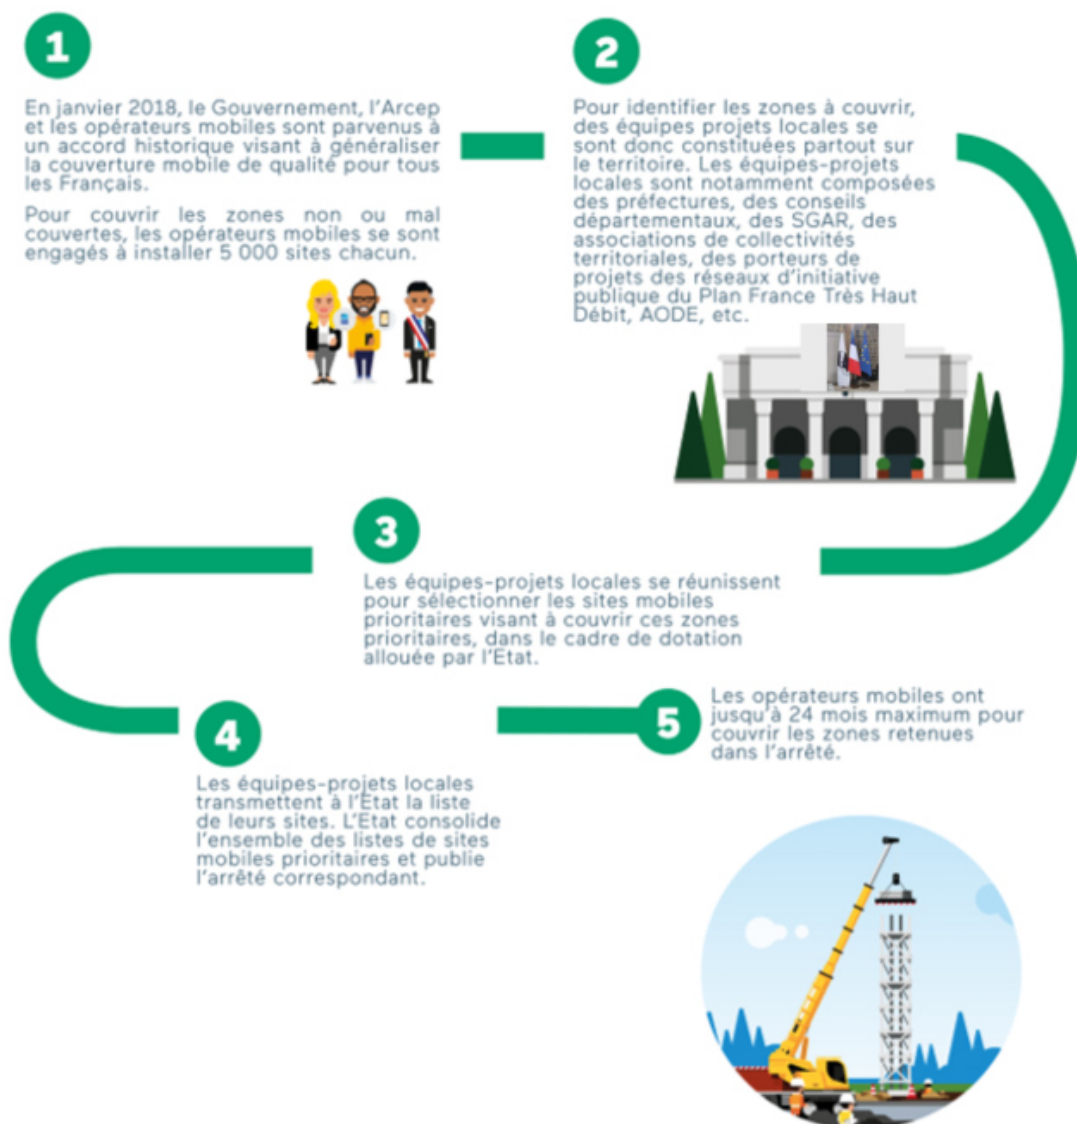 1
En janvier 2018, le Gouvernement, l'Arcep
et les opérateurs mobiles sont parvenus à
un accord historique visant à généraliser
la couverture mobile de qualité pour tous
les Français.
Pour couvrir les zones non ou mal
couvertes, les opérateurs mobiles se sont
engagés à installer 5 000 sites chacun.
2
Pour identifier les zones à couvrir,
des équipes projets locales se
sont donc constituées partout sur
le territoire. Les équipes-projets
locales sont notamment composées
des préfectures, des conseils
départementaux, des SGAR, des
associations de collectivités
territoriales, des porteurs de
projets des réseaux d'initiative
publique du Plan France Très Haut
Débit, AODE, etc.
3
Les équipes-projets locales se réunissent
pour sélectionner les sites mobiles
prioritaires visant à couvrir ces zones
prioritaires, dans le cadre de dotation
allouée par l'Etat.
4
Les équipes-projets locales
transmettent à l'État la liste
de leurs sites. L'Etat consolide
l'ensemble des listes de sites
mobiles prioritaires et publie
l'arrêté correspondant.
5
Les opérateurs mobiles ont
jusqu'à 24 mois maximum pour
couvrir les zones retenues
dans l'arrêté.